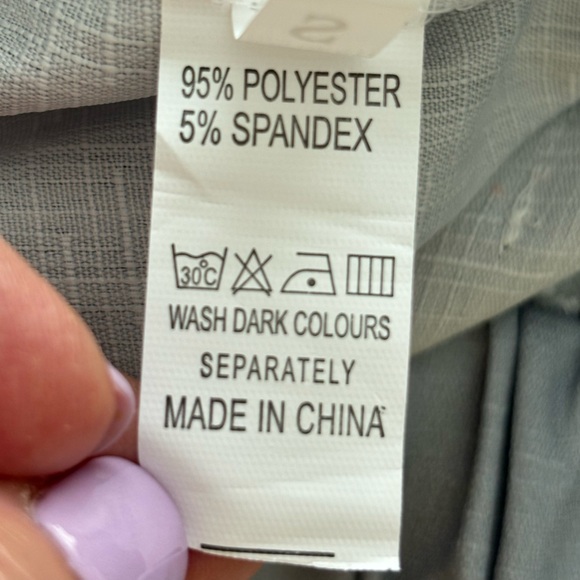 S
95% POLYESTER
5% SPANDEX
30°C
WASH DARK COLOURS
SEPARATELY
MADE IN CHINA